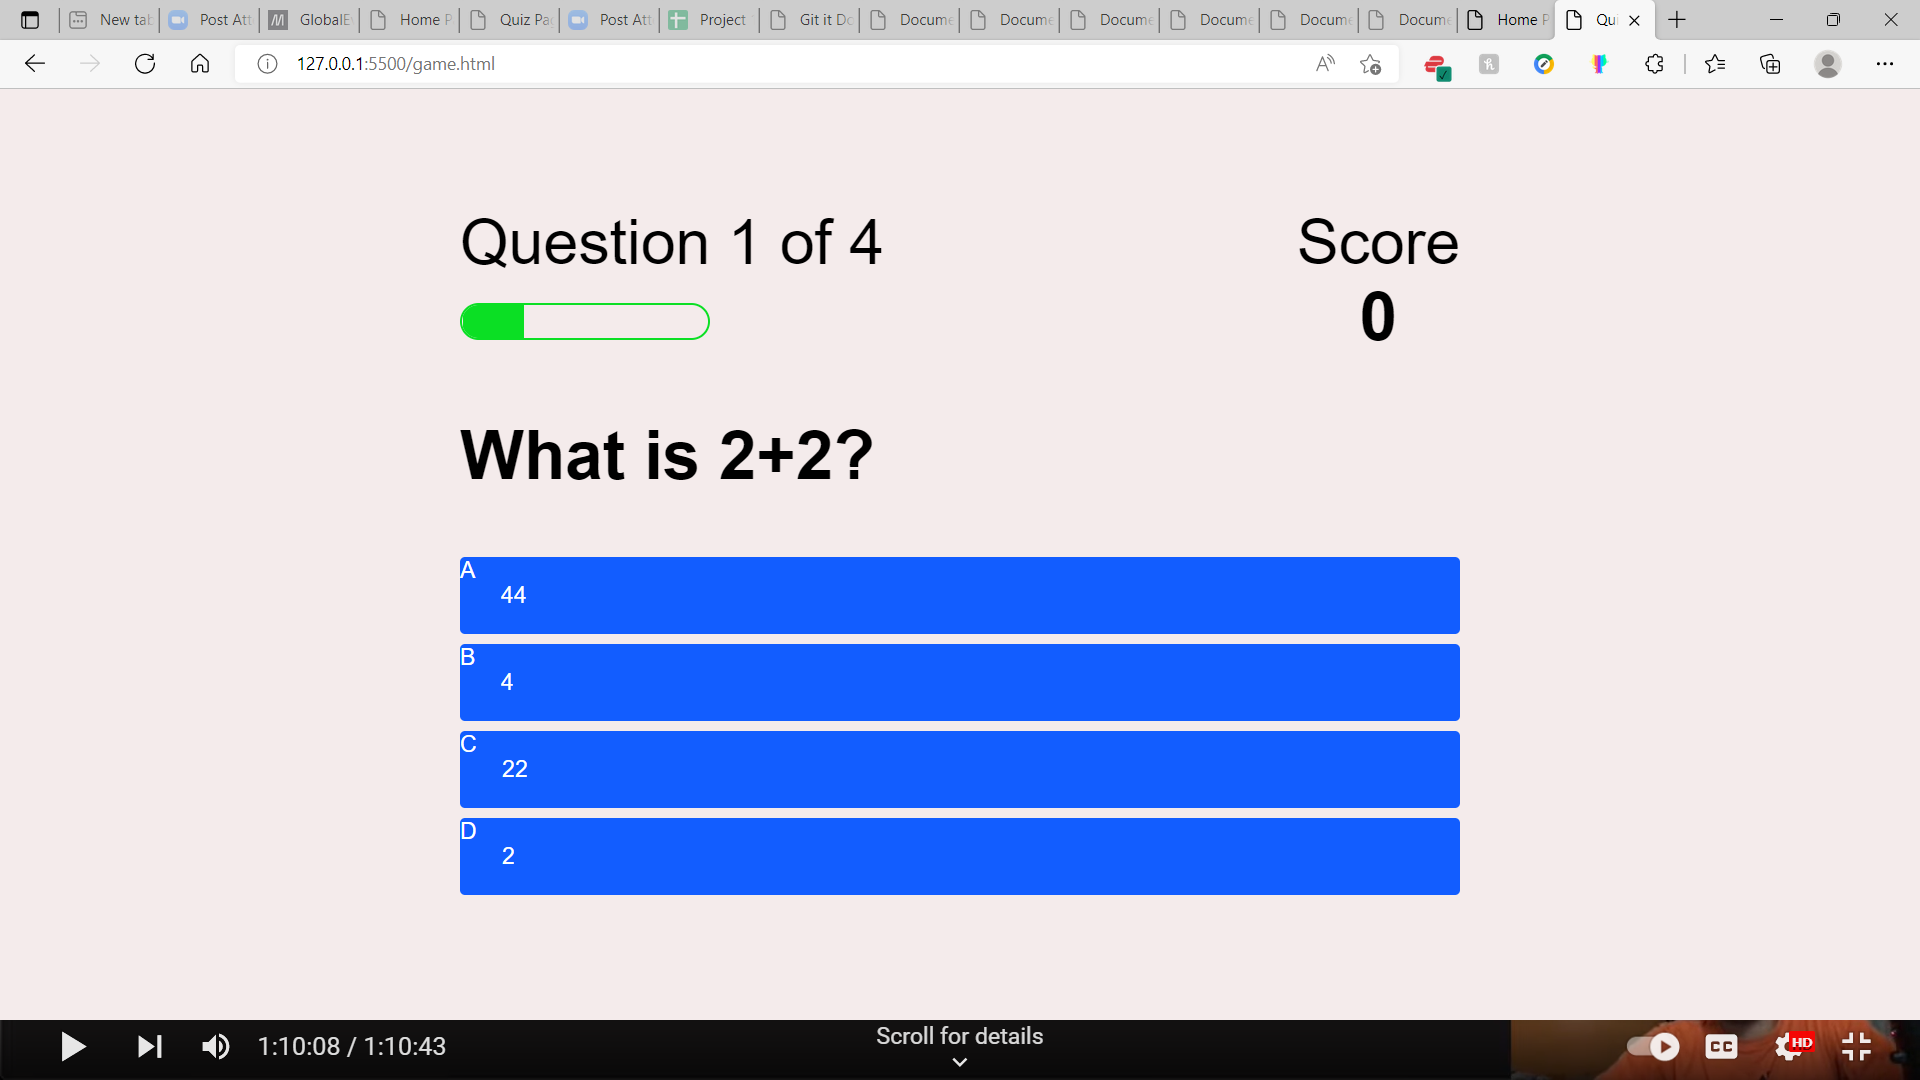 New tab Post Att GlobalE Home P Quiz Pa Post Att Project Git it Do Docume Docume Docume Docume Docume Docume Home P Qui
127.0.0.1:5500/game.html
Question 1 of 4 Score
0
What is 2+2?
A
44
B
4
C
22
D
2
Scroll for details
1:10:08 / 1:10:43 CC HD